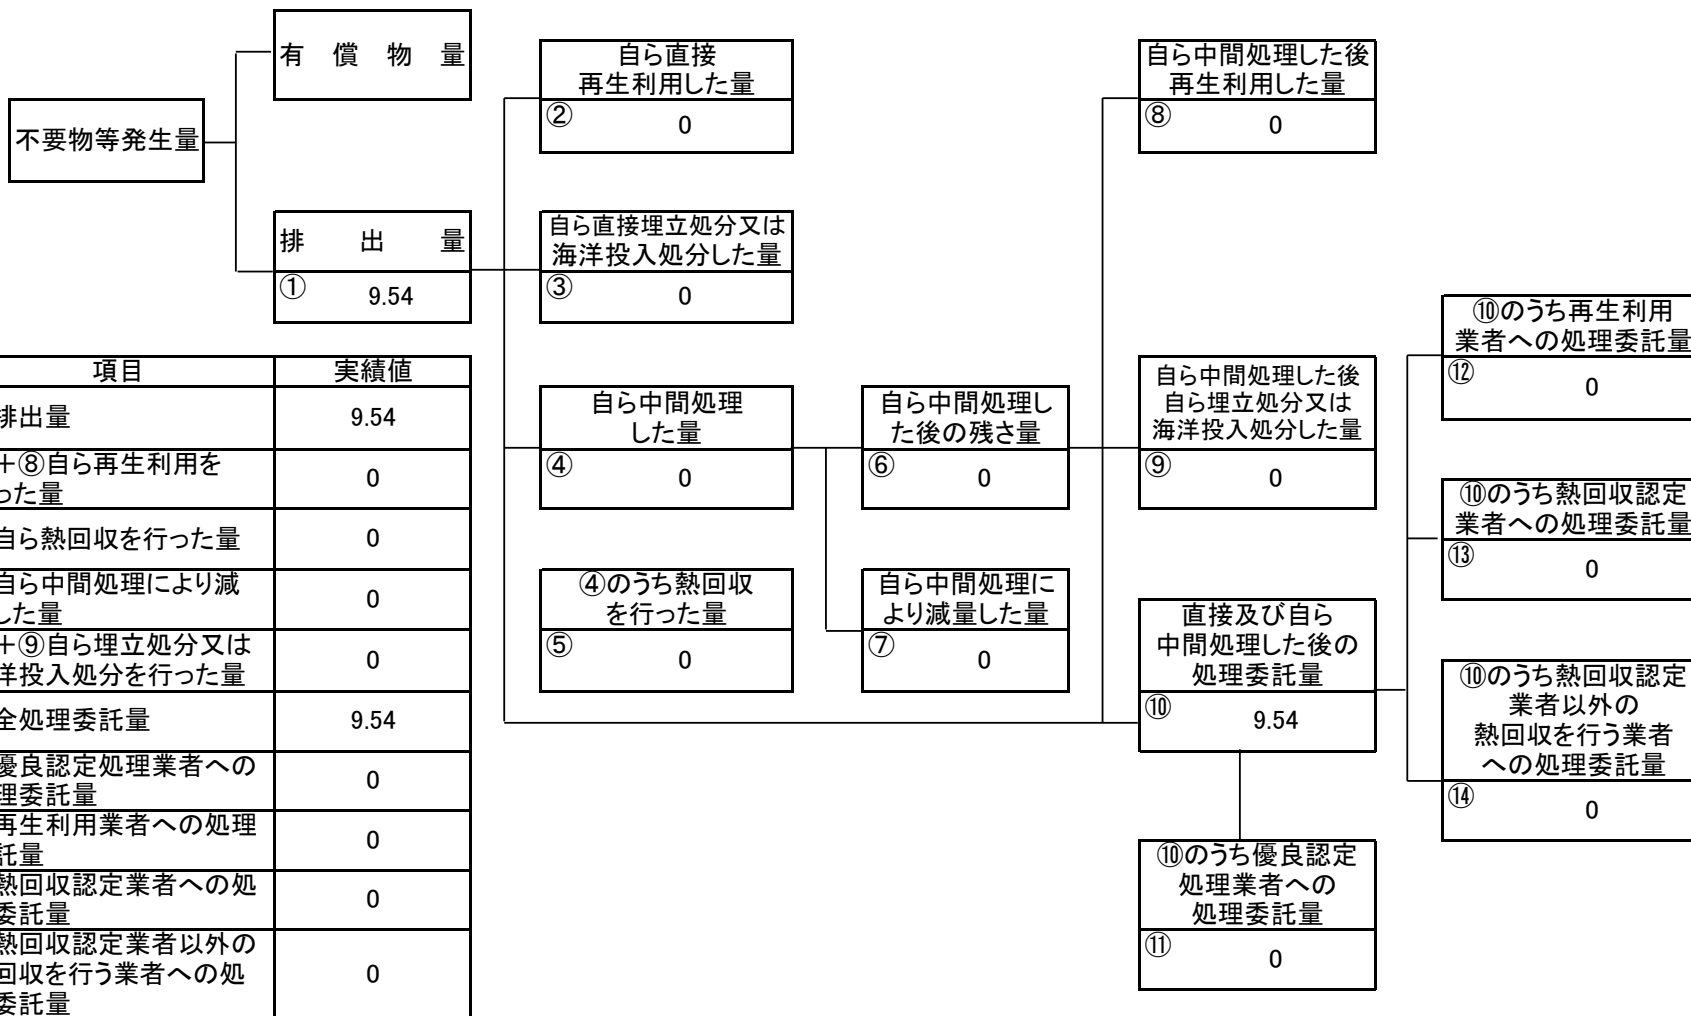 有償物量
不要物等発生量
排出量
①
9.54
自ら直接
再生利用した量
②
0
自ら直接埋立処分又は
海洋投入処分した量
③
0
自ら中間処理
した量
④
0
④のうち熱回収
を行った量
⑤
0
自ら中間処理し
た後の残さ量
⑥
0
自ら中間処理に
より減量した量
⑦
0
自ら中間処理した後
再生利用した量
⑧
0
自ら中間処理した後
自ら埋立処分又は
海洋投入処分した量
⑨
0
直接及び自ら
中間処理した後の
処理委託量
⑩
9.54
⑩のうち優良認定
処理業者への
処理委託量
⑪
0
⑩のうち再生利用
業者への処理委託量
⑫
0
⑩のうち熱回収認定
業者への処理委託量
⑬
0
⑩のうち熱回収認定
業者以外の
熱回収を行う業者
への処理委託量
⑭
0
項目 実績値
排出量 9.54
+⑧自ら再生利用を
った量
0
自ら熱回収を行った量 0
自ら中間処理により減
した量
0
+⑨自ら埋立処分又は
洋投入処分を行った量
0
全処理委託量 9.54
優良認定処理業者への
理委託量
0
再生利用業者への処理
託量
0
熱回収認定業者への処
委託量
0
熱回収認定業者以外の
回収を行う業者への処
委託量
0